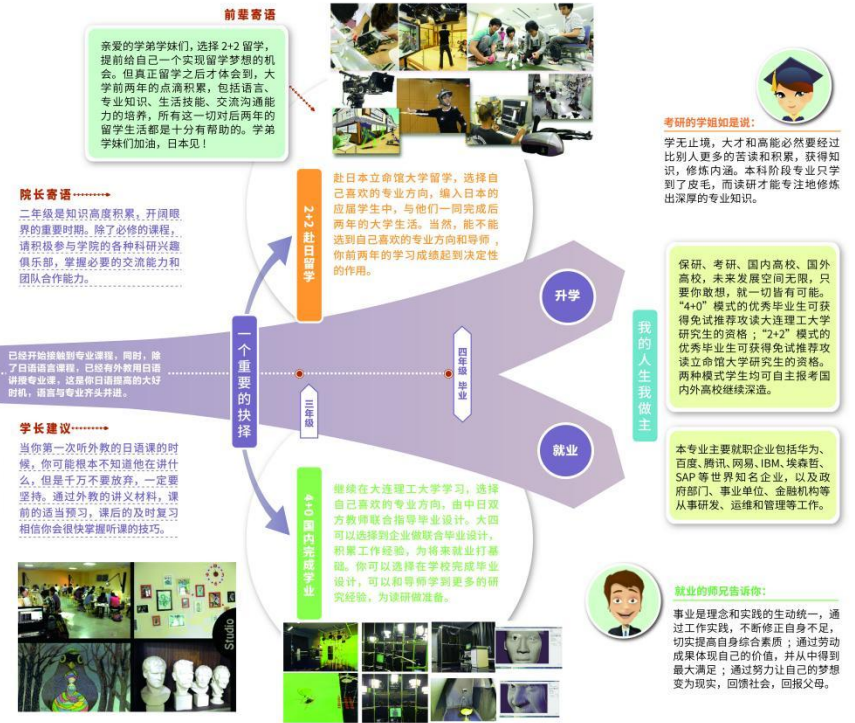 前辈寄语
亲爱的学弟学妹们，选择 2+2 留学，
提前给自己一个实现留学梦想的机
会。但真正留学之后才体会到，大
学前两年的点滴积累，包括语言、
专业知识、生活技能、交流沟通能
力的培养，所有这一切对后两年的
留学生活都是十分有帮助的。学弟
学妹们加油，日本见！
院长寄语
二年级是知识高度积累，开阔眼
界的重要时期。除了必修的课程，
请积极参与学院的各种科研兴趣
俱乐部，掌握必要的交流能力和
团队合作能力。
已经开始接触到专业课程，同时，除
了日语语言课程，已经有外教用日语
讲授专业课，这是你日语提高的大好
时机，语言与专业齐头并进。
学长建议
当你第一次听外教的日语课的时
候，你可能根本不知道他在讲什
么，但是千万不要放弃，一定要
坚持。通过外教的讲义材料，课
前的适当预习，课后的及时复习
相信你会很快掌握听课的技巧。
Studio
一个重要的抉择
2+2 赴日留学
赴日本立命馆大学留学，选择自
己喜欢的专业方向，编入日本的
应届学生中，与他们一同完成后
两年的大学生活。当然，能不能
选到自己喜欢的专业方向和导师，
你前两年的学习成绩起到决定性
的作用。
三年级
四年级 毕业
4+0 国内完成学业
继续在大连理工大学学习，选择
自己喜欢的专业方向，由中日双
方教师联合指导毕业设计。大四
可以选择到企业做联合毕业设计，
积累工作经验，为将来就业打基
础。你可以选择在学校完成毕业
设计，可以和导师学到更多的研
究经验，为读研做准备。
升学
就业
我的人生我做主
考研的学姐如是说：
学无止境，大才和高能必然要经过
比别人更多的苦读和积累，获得知
识，修炼内涵。本科阶段专业只学
到了皮毛，而读研才能专注地修炼
出深厚的专业知识。
保研、考研、国内高校、国外
高校，未来发展空间无限，只
要你敢想，就一切皆有可能。
“4+0”模式的优秀毕业生可获
得免试推荐攻读大连理工大学
研究生的资格；“2+2”模式的
优秀毕业生可获得免试推荐攻
读立命馆大学研究生的资格。
两种模式学生均可自主报考国
内外高校继续深造。
本专业主要就职企业包括华为、
百度、腾讯、网易、IBM、埃森哲、
SAP 等世界知名企业，以及政
府部门、事业单位、金融机构等
从事研发、运维和管理等工作。
就业的师兄告诉你：
事业是理念和实践的生动统一，通
过工作实践，不断修正自身不足，
切实提高自身综合素质；通过劳动
成果体现自己的价值，并从中得到
最大满足；通过努力让自己的梦想
变为现实，回馈社会，回报父母。